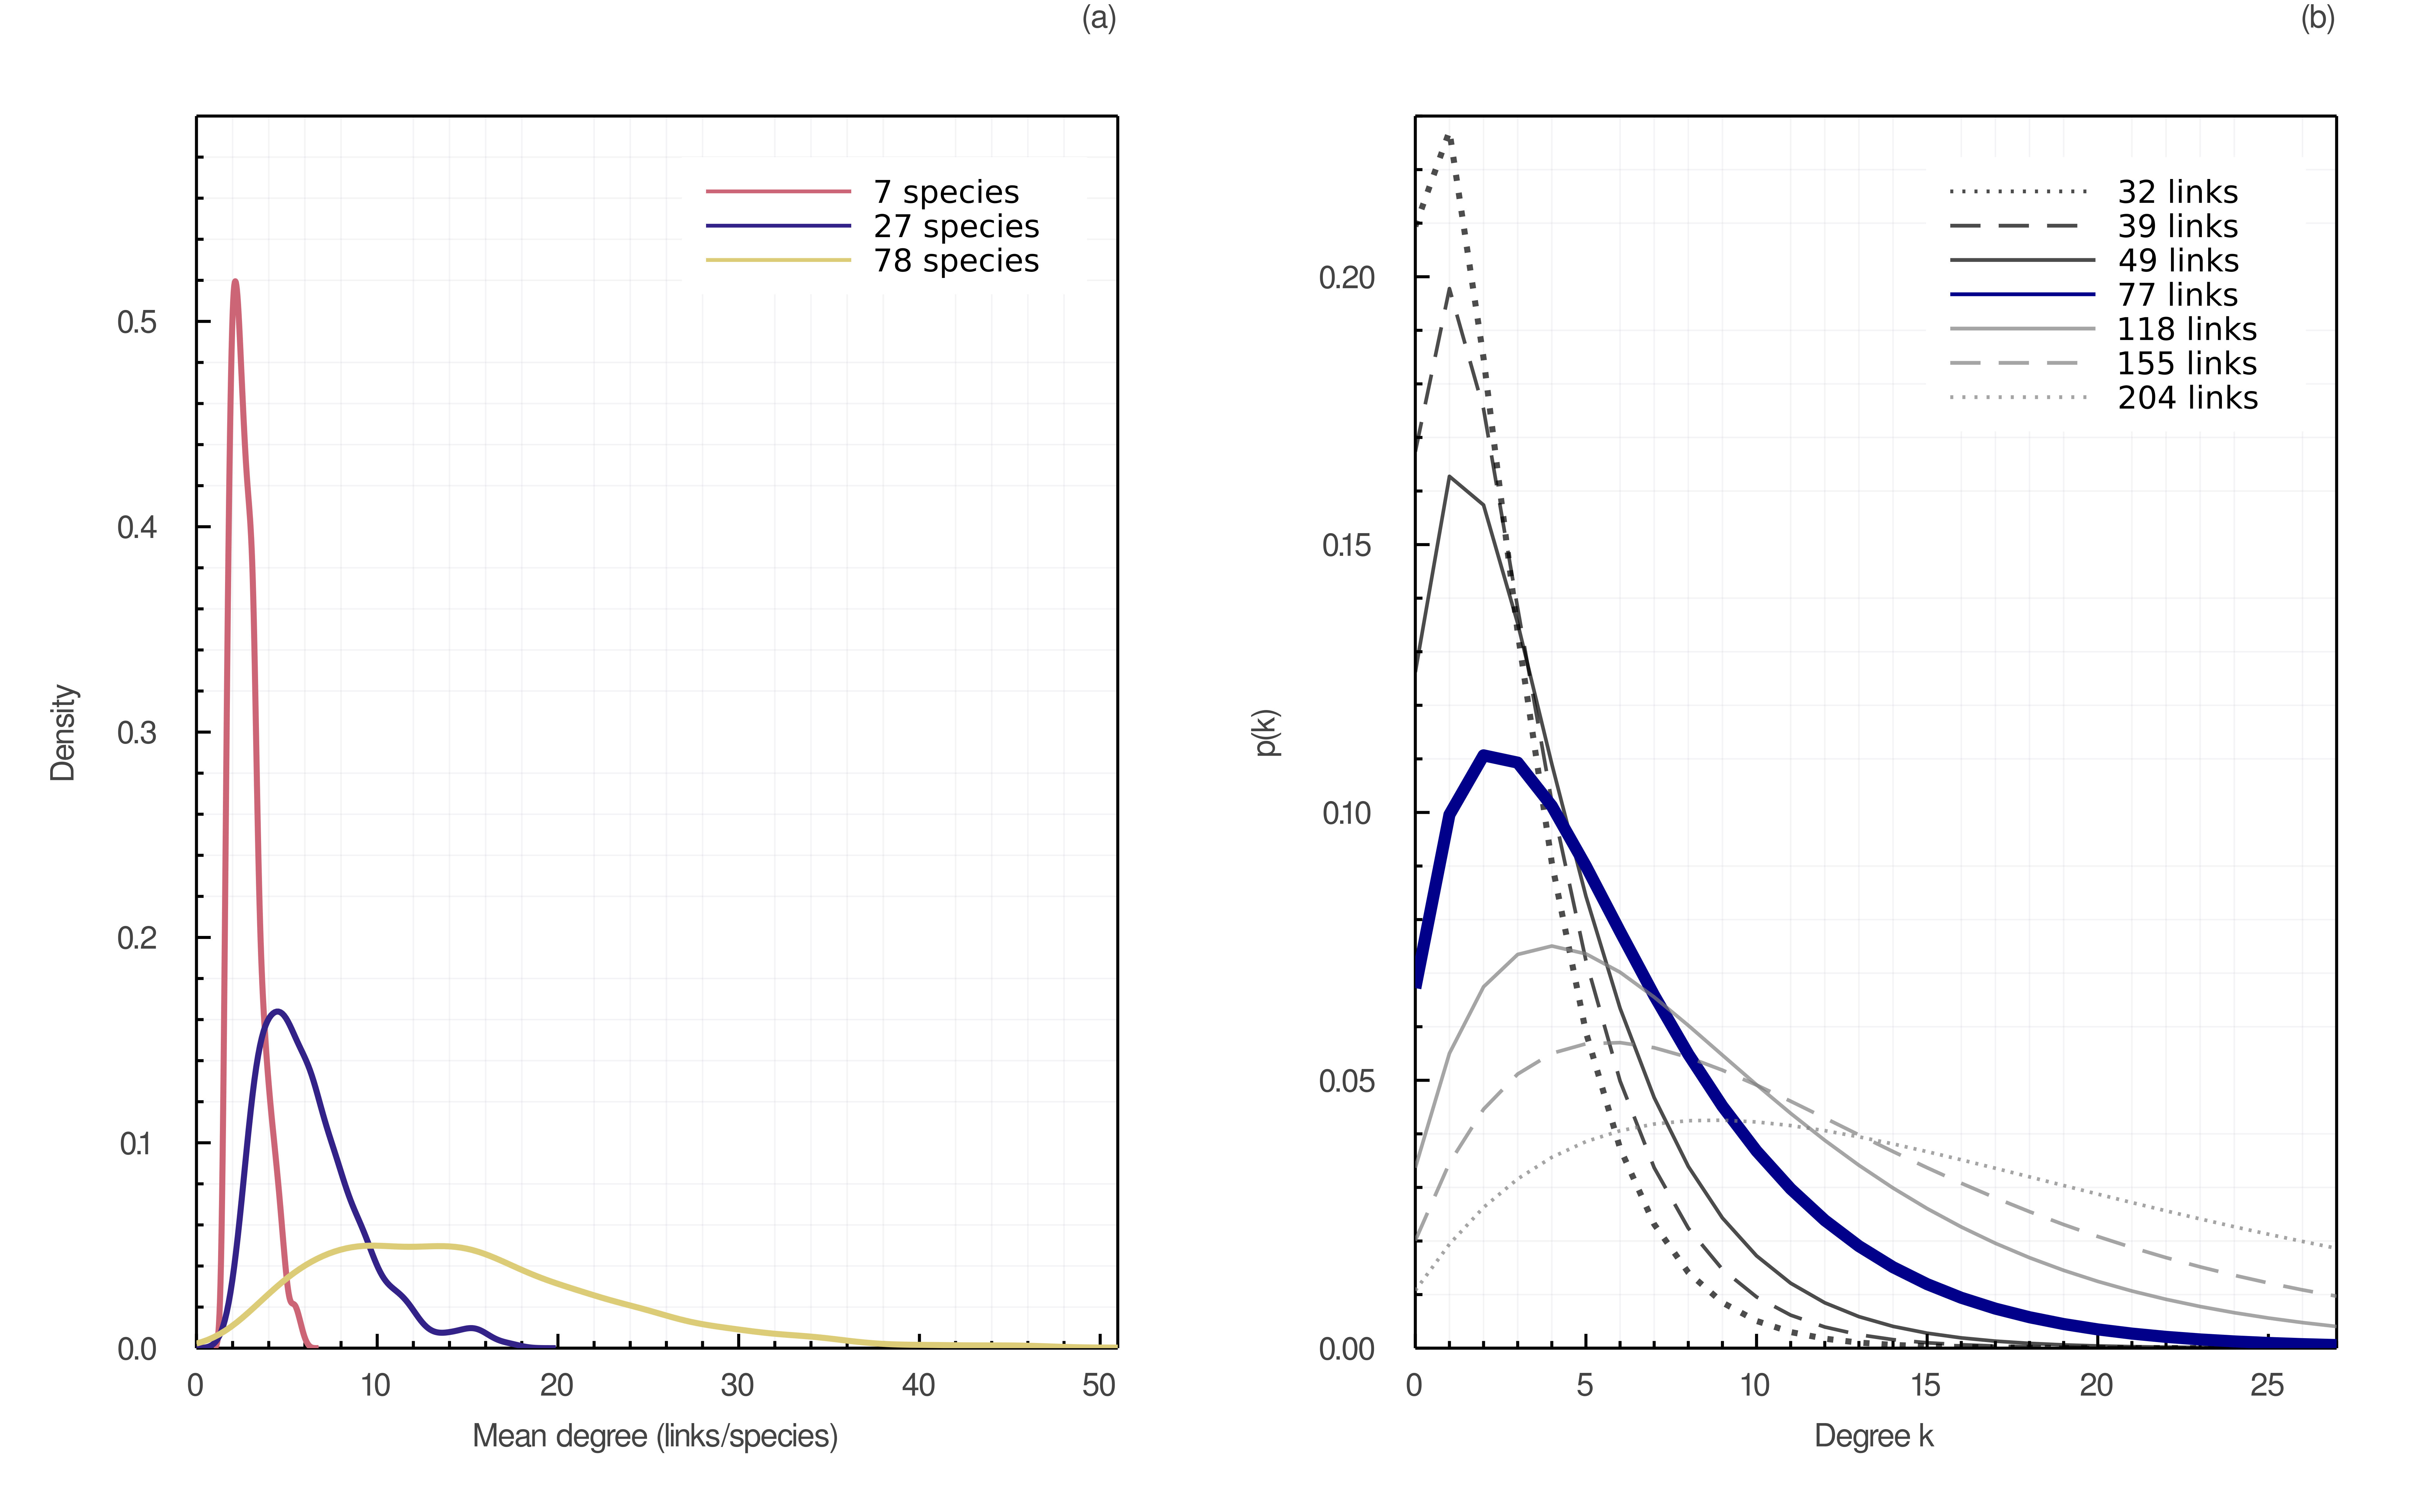 (a)
7 species
27 species
78 species
0.5
0.4
0.3
0.2
0.1
0.0
Density
0
10
20
30
40
50
Mean degree (links/species)
(b)
32 links
39 links
49 links
77 links
118 links
155 links
204 links
0.20
0.15
0.10
0.05
0.00
p(k)
0
5
10
15
20
25
Degree k